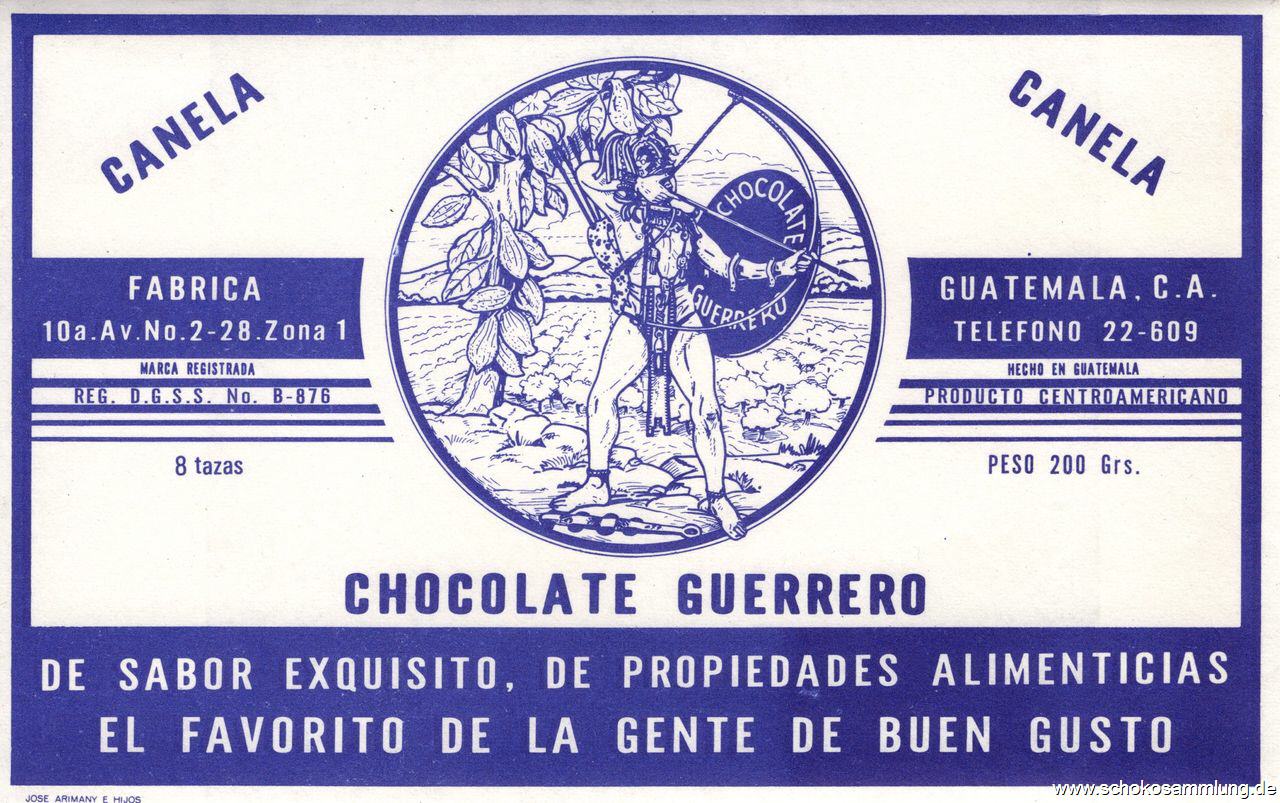 CANELA
CANELA
CHOCOLATE
GUERRERO
FABRICA
10a.Av.No.2-28.Zona 1
MARCA REGISTRADA
REG. D.G.S.S. No. B-876
8 tazas
GUATEMALA, C.A.
TELEFONO 22-609
HECHO EN GUATEMALA
PRODUCTO CENTROAMERICANO
PESO 200 Grs.
CHOCOLATE GUERRERO
DE SABOR EXQUISITO, DE PROPIEDADES ALIMENTICIAS
EL FAVORITO DE LA GENTE DE BUEN GUSTO
JOSE ARIMANY E HIJOS
www.schokosammlung.de